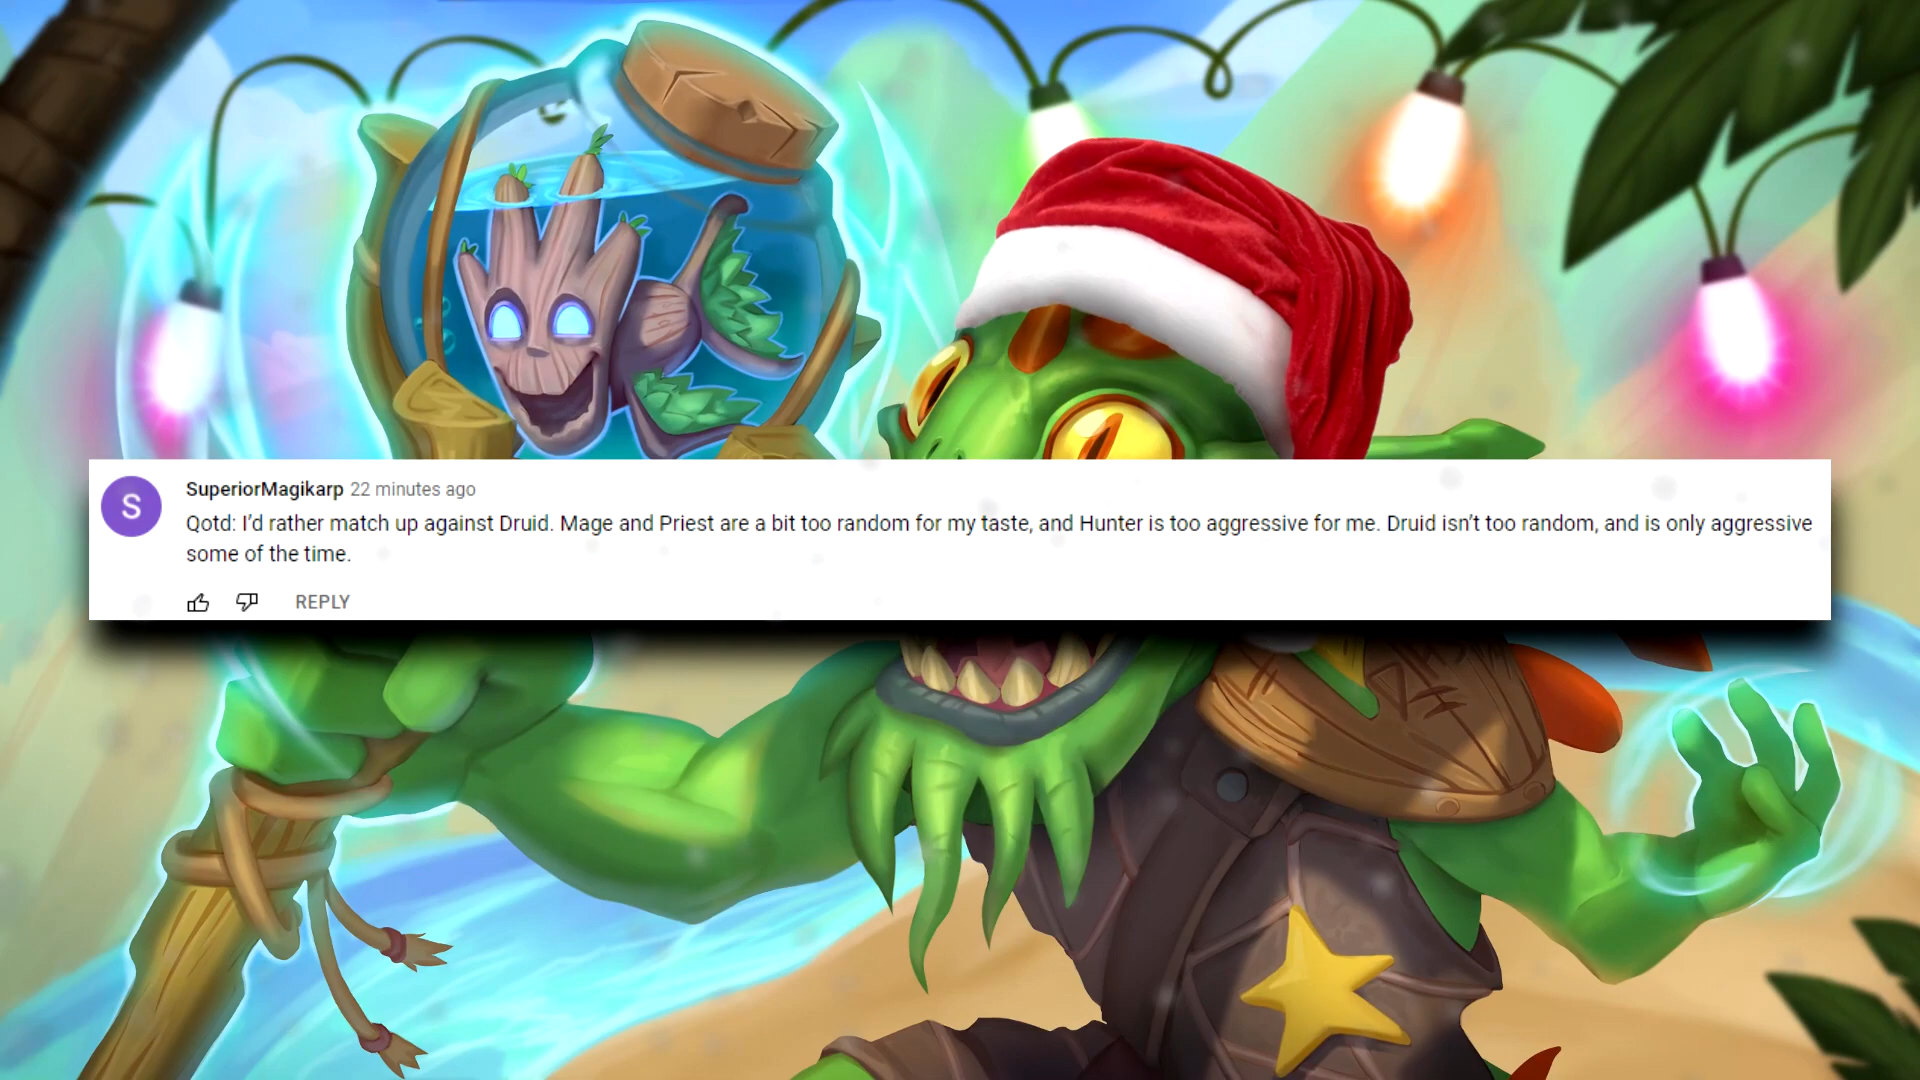 S
SuperiorMagikarp 22 minutes ago
Qotd: I’d rather match up against Druid. Mage and Priest are a bit too random for my taste, and Hunter is too aggressive for me. Druid isn’t too random, and is only aggressive
some of the time.
REPLY